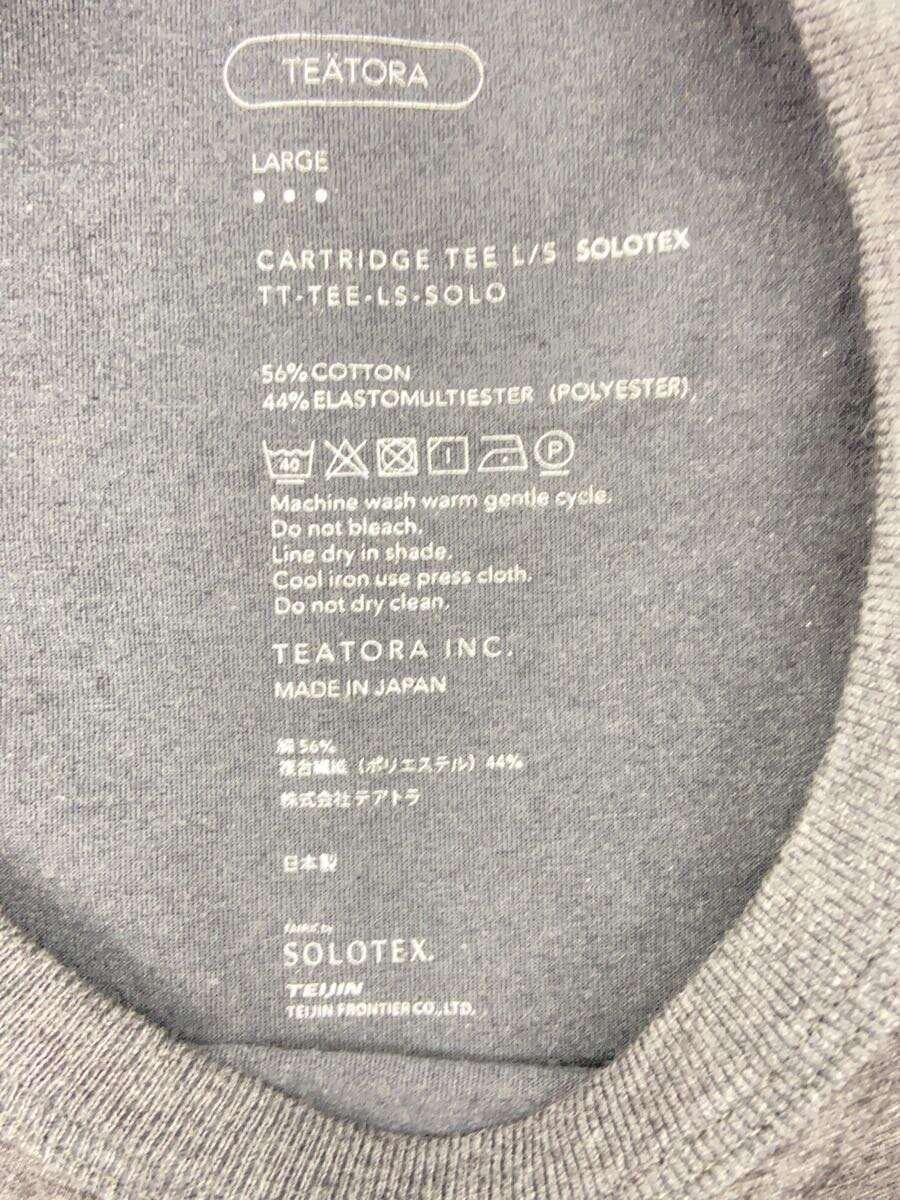 TEÄTORA
LARGE
CARTRIDGE TEE L/S SOLOTEX
TT-TEE-LS-SOLO
56% COTTON
44% ELASTOMULTIESTER (POLYESTER)
40 P
Machine wash warm gentle cycle.
Do not bleach.
Line dry in shade.
Cool iron use press cloth.
Do not dry clean.
TEATORA INC.
MADE IN JAPAN
綿 56%
複合繊維 (ポリエステル) 44%
株式会社テアトラ
日本製
SOLOTEX.
TEIJIN
TEIJIN FRONTIER CO., LTD.